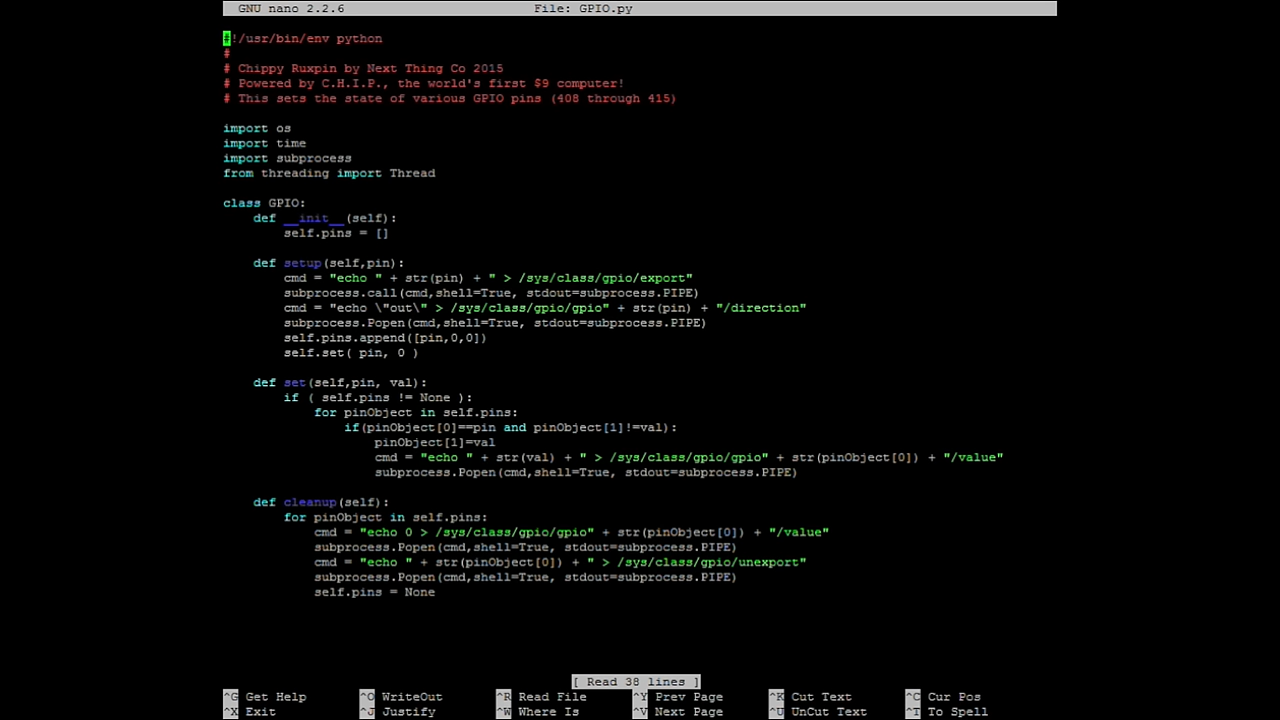 GNU nano 2.2.6 File: GPIO.py
#!/usr/bin/env python
#
# Chippy Ruxpin by Next Thing Co 2015
# Powered by C.H.I.P., the world's first $9 computer!
# This sets the state of various GPIO pins (408 through 415)
import os
import time
import subprocess
from threading import Thread
class GPIO:
    def __init__(self):
        self.pins = []
    def setup(self,pin):
        cmd = "echo " + str(pin) + " > /sys/class/gpio/export"
        subprocess.call(cmd,shell=True, stdout=subprocess.PIPE)
        cmd = "echo \"out\" > /sys/class/gpio/gpio" + str(pin) + "/direction"
        subprocess.Popen(cmd,shell=True, stdout=subprocess.PIPE)
        self.pins.append([pin,0,0])
        self.set( pin, 0 )
    def set(self,pin, val):
        if ( self.pins != None ):
            for pinObject in self.pins:
                if(pinObject[0]==pin and pinObject[1]!=val):
                    pinObject[1]=val
                    cmd = "echo " + str(val) + " > /sys/class/gpio/gpio" + str(pinObject[0]) + "/value"
                    subprocess.Popen(cmd,shell=True, stdout=subprocess.PIPE)
    def cleanup(self):
        for pinObject in self.pins:
            cmd = "echo 0 > /sys/class/gpio/gpio" + str(pinObject[0]) + "/value"
            subprocess.Popen(cmd,shell=True, stdout=subprocess.PIPE)
            cmd = "echo " + str(pinObject[0]) + " > /sys/class/gpio/unexport"
            subprocess.Popen(cmd,shell=True, stdout=subprocess.PIPE)
            self.pins = None
[ Read 38 lines ]
^G Get Help ^O WriteOut ^R Read File ^Y Prev Page ^K Cut Text ^C Cur Pos
^X Exit ^J Justify ^W Where Is ^V Next Page ^U UnCut Text ^T To Spell